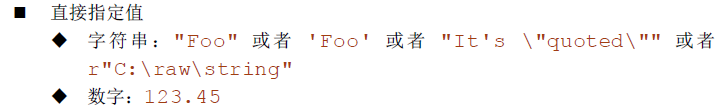 ■ 直接指定值
◆ 字符串："Foo" 或者 'Foo' 或者 "It's \"quoted\"" 或者
r"C:\raw\string"
◆ 数字：123.45